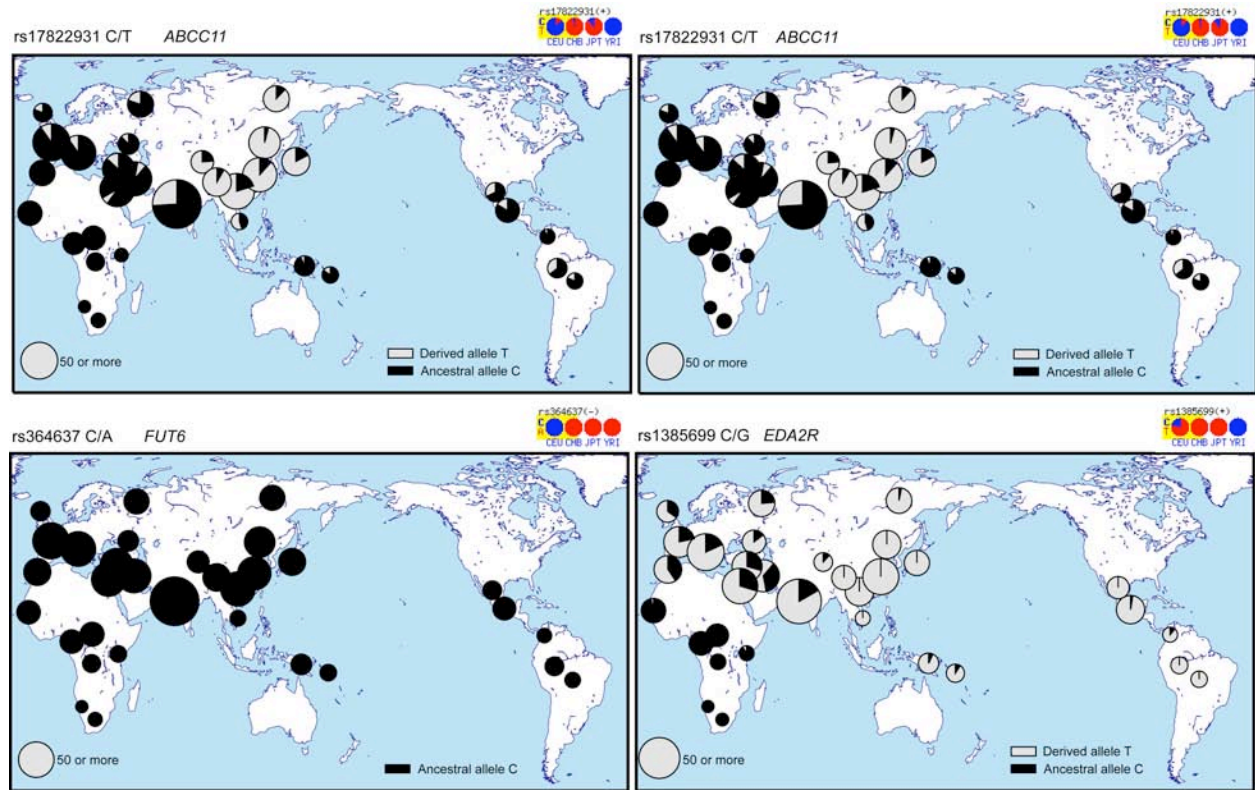 rs17822931 C/T ABCC11
rs17822931(+)
C
T
CEU CHB JPT YRI
50 or more
Derived allele T
Ancestral allele C
rs17822931 C/T ABCC11
rs17822931(+)
C
T
CEU CHB JPT YRI
50 or more
Derived allele T
Ancestral allele C
rs364637 C/A FUT6
rs364637(-)
C
A
CEU CHB JPT YRI
50 or more
Ancestral allele C
rs1385699 C/G EDA2R
rs1385699(+)
C
T
CEU CHB JPT YRI
50 or more
Derived allele T
Ancestral allele C